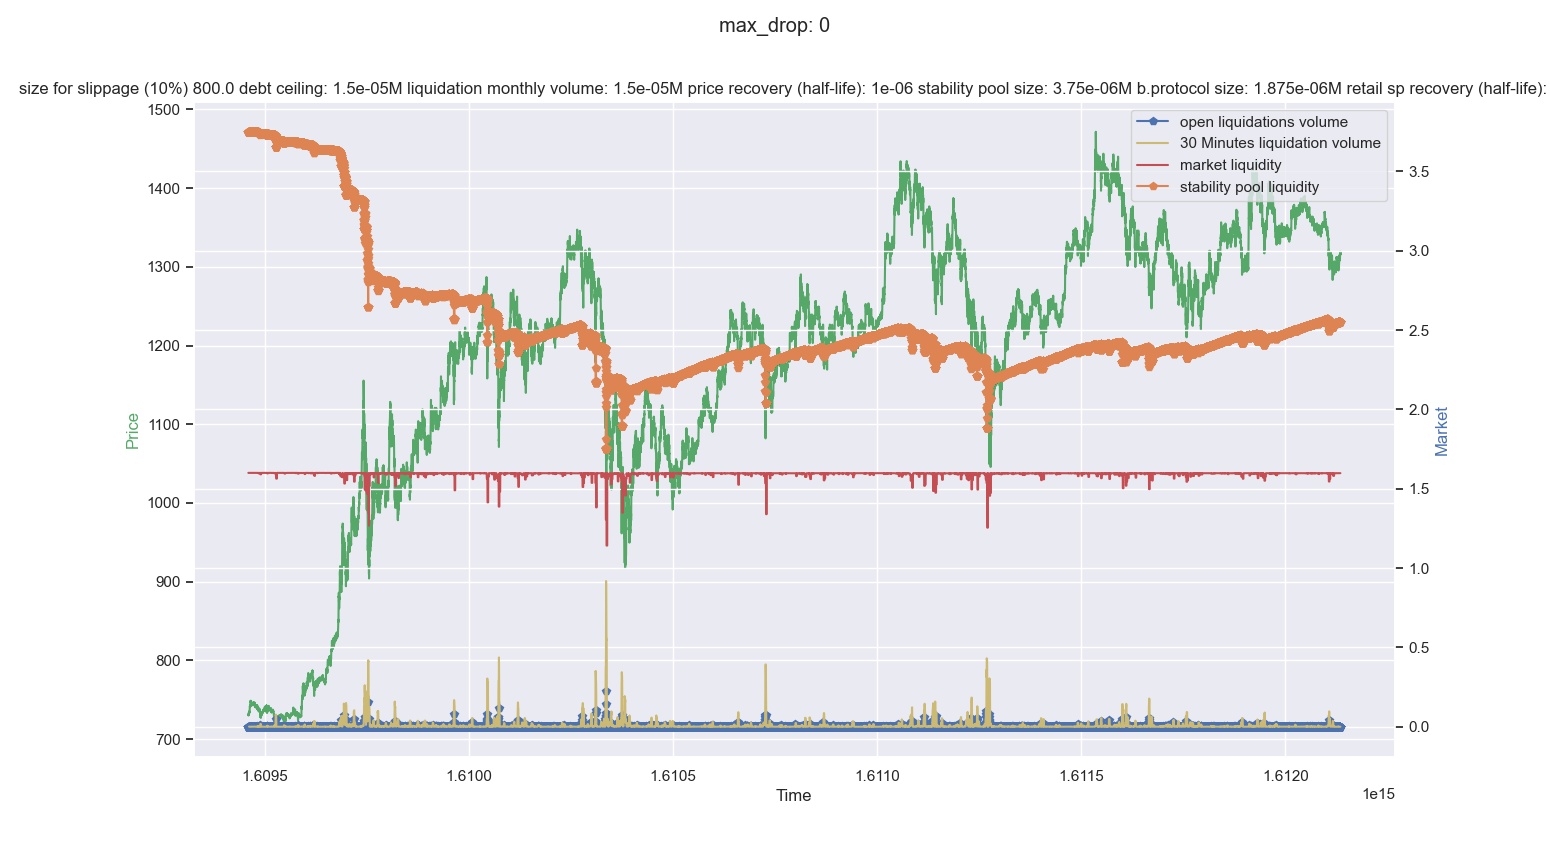 max_drop: 0
size for slippage (10%) 800.0 debt ceiling: 1.5e-05M liquidation monthly volume: 1.5e-05M price recovery (half-life): 1e-06 stability pool size: 3.75e-06M b.protocol size: 1.875e-06M retail sp recovery (half-life):
open liquidations volume
30 Minutes liquidation volume
market liquidity
stability pool liquidity
1500
1400
1300
1200
1100
1000
900
800
700
Price
3.5
3.0
2.5
2.0
1.5
1.0
0.5
0.0
Market
1.6095
1.6100
1.6105
1.6110
1.6115
1.6120
1e15
Time